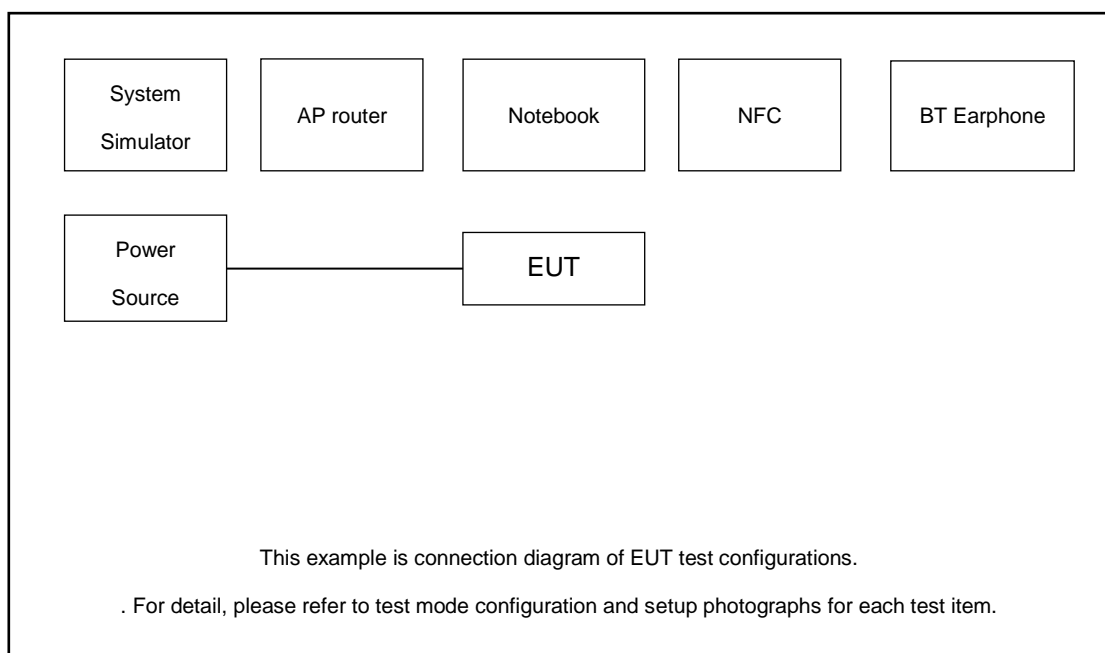 System
Simulator
AP router
Notebook
NFC
BT Earphone
Power
Source
EUT
This example is connection diagram of EUT test configurations.
. For detail, please refer to test mode configuration and setup photographs for each test item.